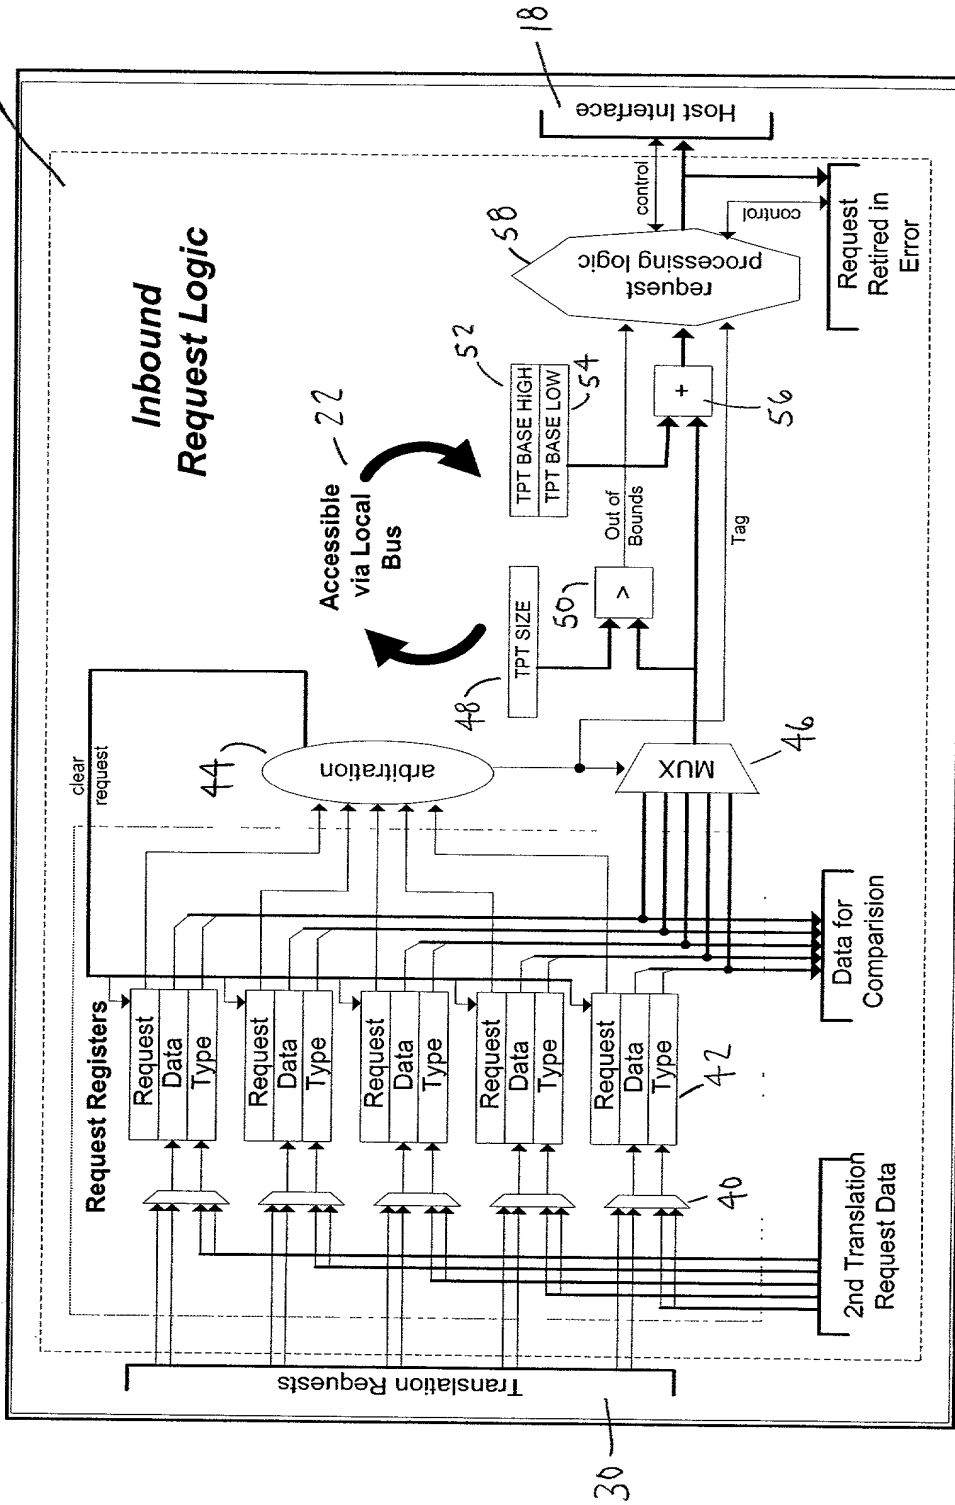 Inbound
Request Logic
18
Host Interface
control
control
Request
Retired in
Error
58
request
processing logic
52
TPT BASE HIGH
TPT BASE LOW
54
+
56
22
Accessible
via Local
Bus
Out of
Bounds
Tag
TPT SIZE
48
50
<
clear
request
44
arbitration
MUX
46
Request Registers
Request
Data
Type
Request
Data
Type
Request
Data
Type
Request
Data
Type
Request
Data
Type
42
40
Data for
Comparision
2nd Translation
Request Data
Translation Requests
30